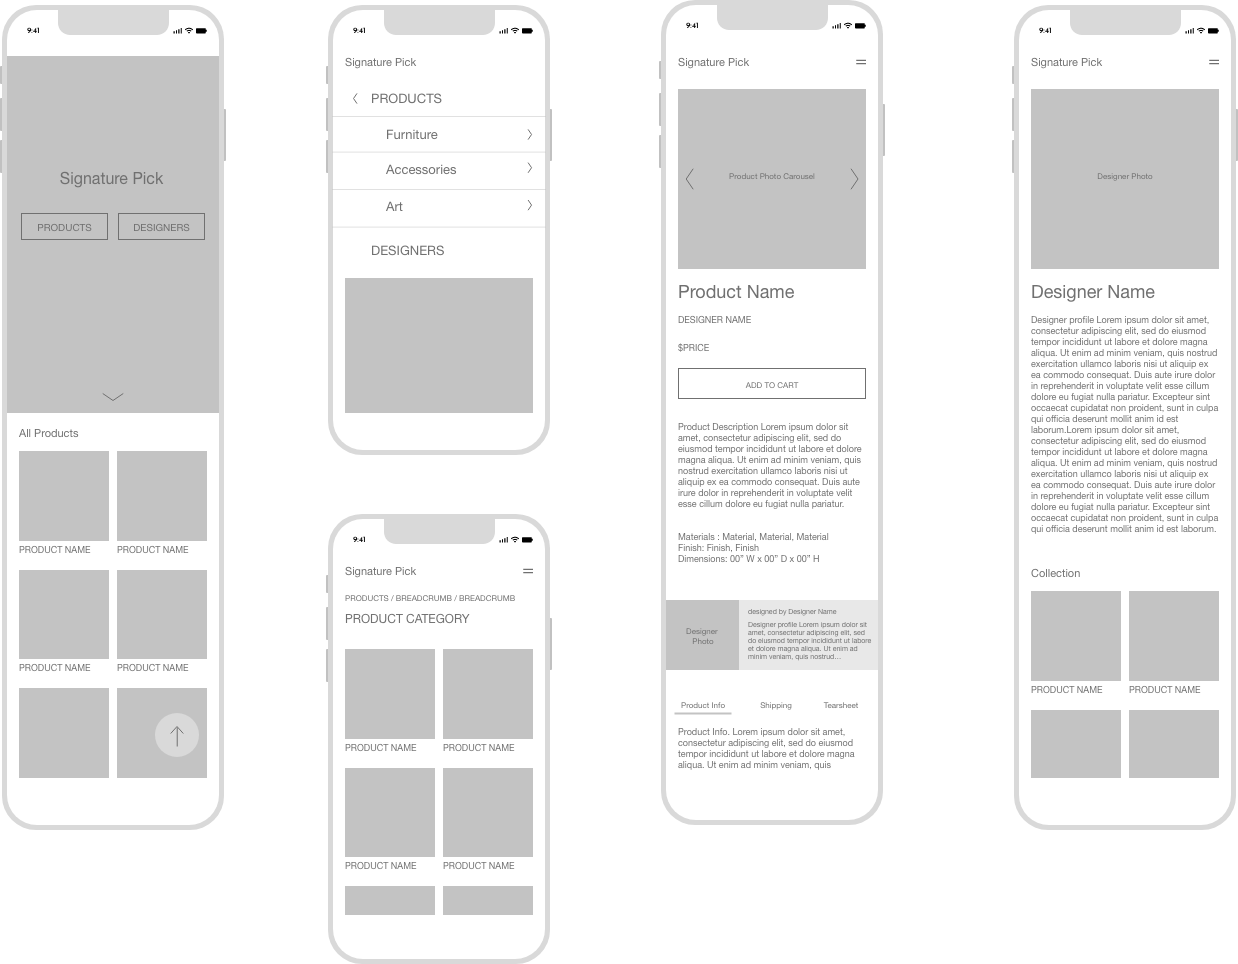 9:41
Signature Pick
PRODUCTS
DESIGNERS
All Products
PRODUCT NAME
PRODUCT NAME
PRODUCT NAME
PRODUCT NAME
9:41
Signature Pick
PRODUCTS
Furniture
Accessories
Art
DESIGNERS
9:41
Signature Pick
PRODUCTS / BREADCRUMB / BREADCRUMB
PRODUCT CATEGORY
PRODUCT NAME
PRODUCT NAME
PRODUCT NAME
PRODUCT NAME
9:41
Signature Pick
Product Photo Carousel
Product Name
DESIGNER NAME
$PRICE
ADD TO CART
Product Description Lorem ipsum dolor sit
amet, consectetur adipiscing elit, sed do
eiusmod tempor incididunt ut labore et dolore
magna aliqua. Ut enim ad minim veniam, quis
nostrud exercitation ullamco laboris nisi ut
aliquip ex ea commodo consequat. Duis aute
irure dolor in reprehenderit in voluptate velit
esse cillum dolore eu fugiat nulla pariatur.
Materials : Material, Material, Material
Finish: Finish, Finish
Dimensions: 00” W x 00” D x 00” H
Designer
Photo
designed by Designer Name
Designer profile Lorem ipsum dolor sit
amet, consectetur adipiscing elit, sed
do eiusmod tempor incididunt ut labore
et dolore magna aliqua. Ut enim ad
minim veniam, quis nostrud...
Product Info
Shipping
Tearsheet
Product Info. Lorem ipsum dolor sit amet,
consectetur adipiscing elit, sed do eiusmod
tempor incididunt ut labore et dolore magna
aliqua. Ut enim ad minim veniam, quis
9:41
Signature Pick
Designer Photo
Designer Name
Designer profile Lorem ipsum dolor sit amet,
consectetur adipiscing elit, sed do eiusmod
tempor incididunt ut labore et dolore magna
aliqua. Ut enim ad minim veniam, quis nostrud
exercitation ullamco laboris nisi ut aliquip ex
ea commodo consequat. Duis aute irure dolor
in reprehenderit in voluptate velit esse cillum
dolore eu fugiat nulla pariatur. Excepteur sint
occaecat cupidatat non proident, sunt in culpa
qui officia deserunt mollit anim id est
laborum.Lorem ipsum dolor sit amet,
consectetur adipiscing elit, sed do eiusmod
tempor incididunt ut labore et dolore magna
aliqua. Ut enim ad minim veniam, quis nostrud
exercitation ullamco laboris nisi ut aliquip ex
ea commodo consequat. Duis aute irure dolor
in reprehenderit in voluptate velit esse cillum
dolore eu fugiat nulla pariatur. Excepteur sint
occaecat cupidatat non proident, sunt in culpa
qui officia deserunt mollit anim id est laborum.
Collection
PRODUCT NAME
PRODUCT NAME